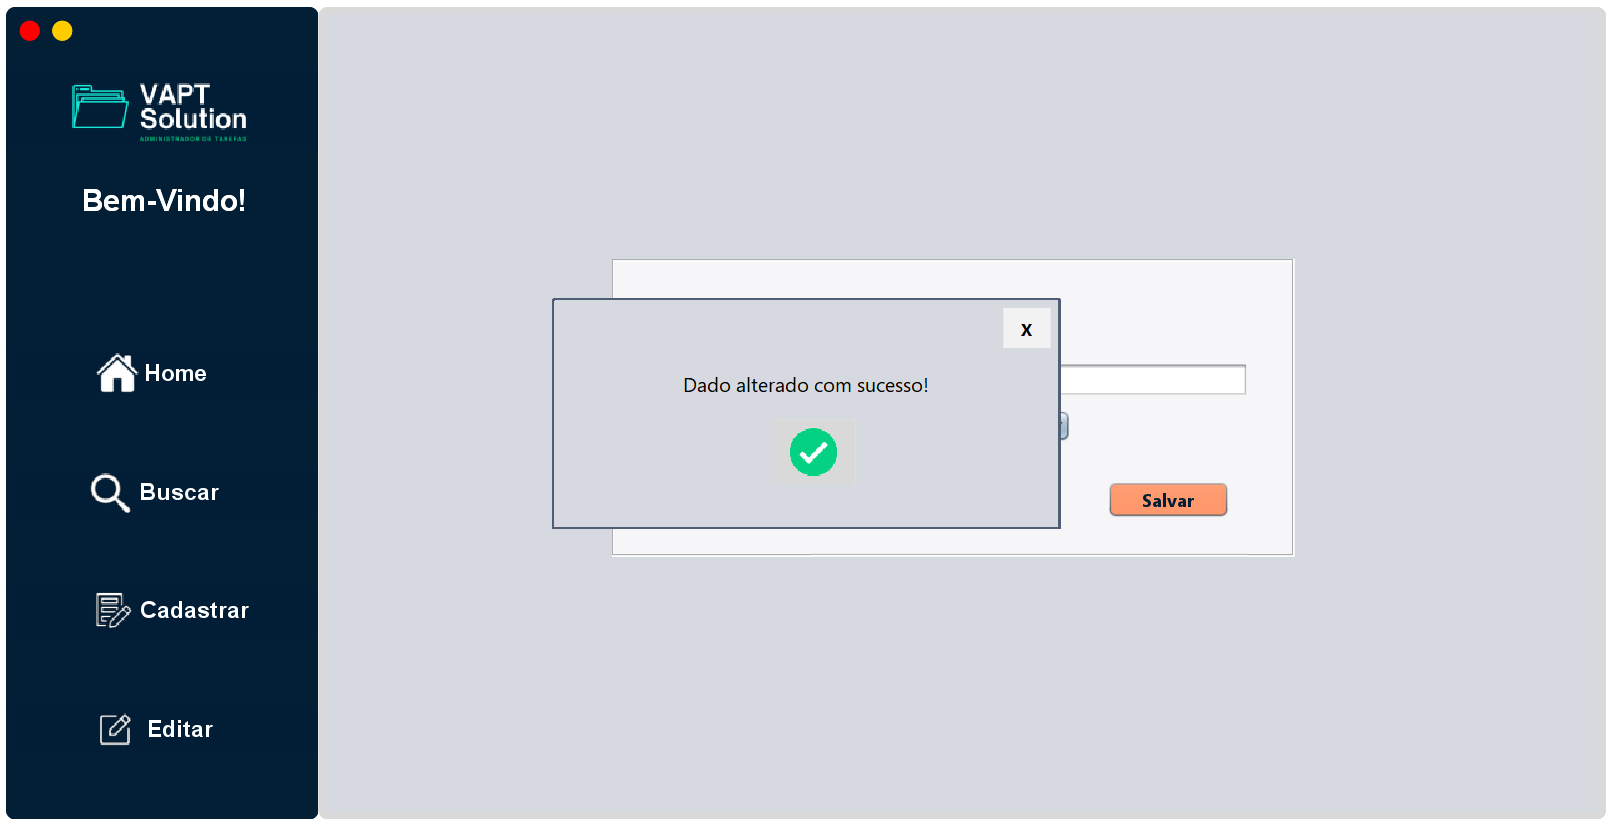 VAPT
Solution
ADMINISTRADOR DE TAREFAS
Bem-Vindo!
Home
Buscar
Cadastrar
Editar
X
Dado alterado com sucesso!
Salvar